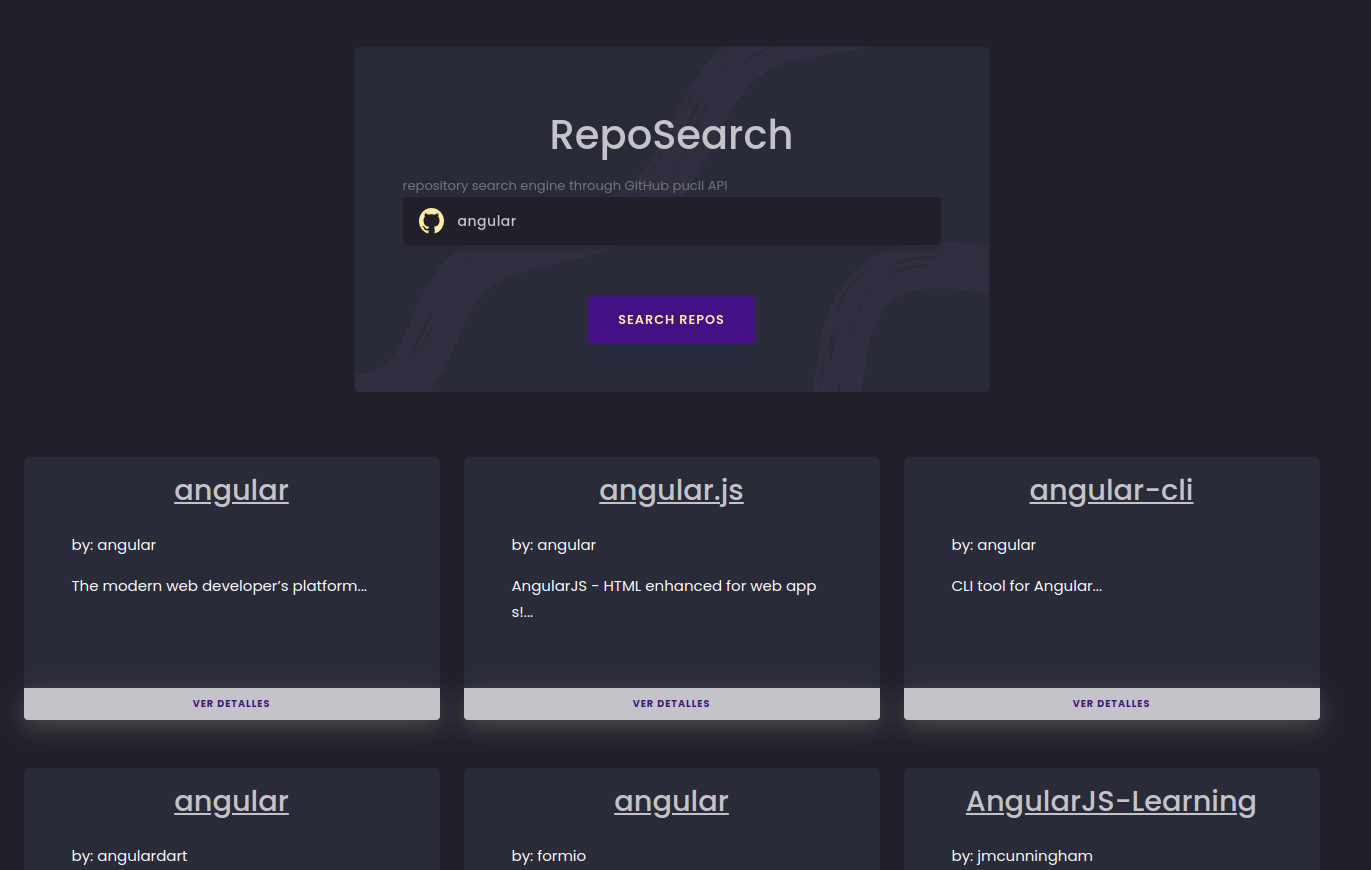 RepoSearch
repository search engine through GitHub pucli API
angular
SEARCH REPOS
angular
by: angular
The modern web developer’s platform...
VER DETALLES
angular.js
by: angular
AngularJS - HTML enhanced for web app
s!...
VER DETALLES
angular-cli
by: angular
CLI tool for Angular...
VER DETALLES
angular
by: angulardart
angular
by: formio
AngularJS-Learning
by: jmcunningham